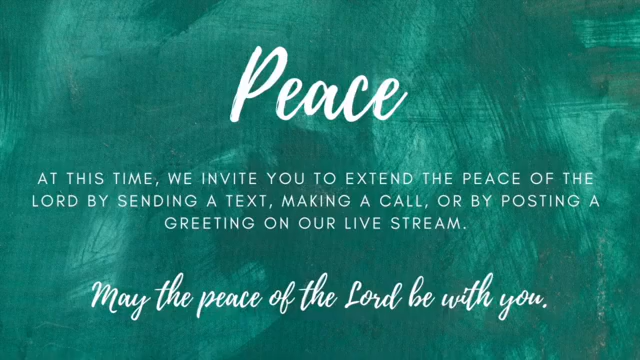 Peace
AT THIS TIME, WE INVITE YOU TO EXTEND THE PEACE OF THE
LORD BY SENDING A TEXT, MAKING A CALL, OR BY POSTING A
GREETING ON OUR LIVE STREAM.
May the peace of the Lord be with you.